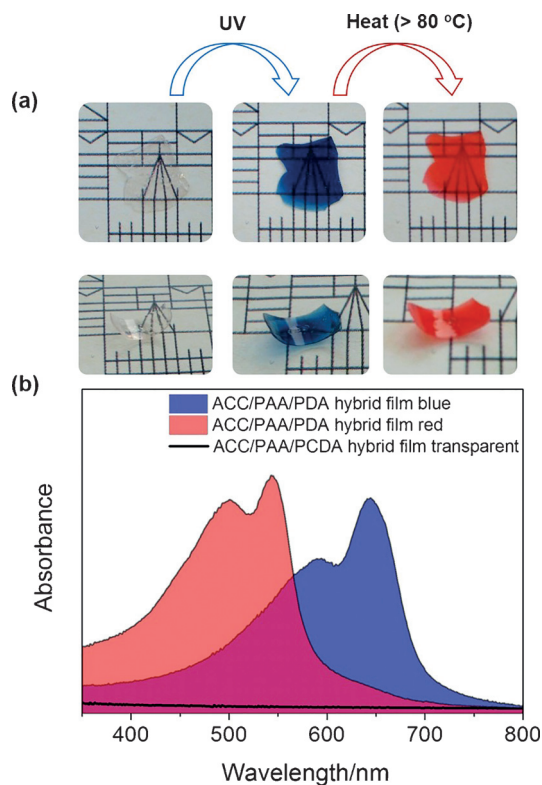 UV
Heat (> 80 °C)
(a)
(b)
ACC/PAA/PDA hybrid film blue
ACC/PAA/PDA hybrid film red
ACC/PAA/PCDA hybrid film transparent
Absorbance
400
500
600
700
800
Wavelength/nm